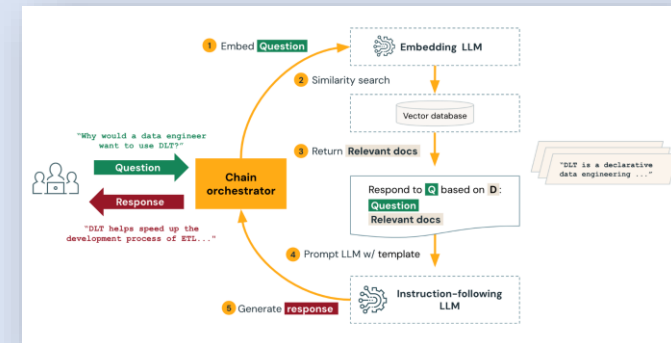 1 Embed Question
Embedding LLM
2 Similarity search
Vector database
"Why would a data engineer
want to use DLT?"
Question
Response
"DLT helps speed up the
development process of ETL..."
Chain
orchestrator
3 Return Relevant docs
"DLT is a declarative
data engineering ..."
Respond to Q based on D:
Question
Relevant docs
4 Prompt LLM w/ template
5 Generate response
Instruction-following
LLM